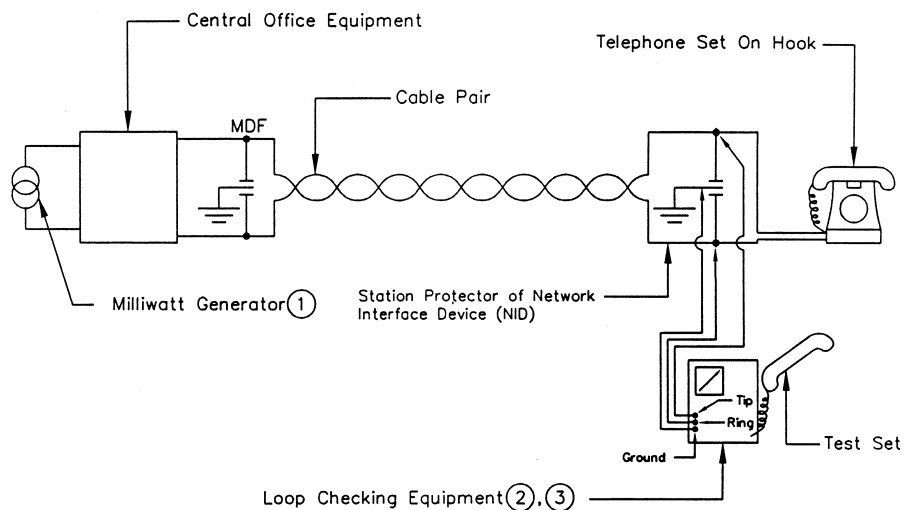 Central Office Equipment
Telephone Set On Hook
Cable Pair
MDF
Milliwatt Generator 1
Station Protector of Network
Interface Device (NID)
Tip
Ring
Ground
Test Set
Loop Checking Equipment 2, 3